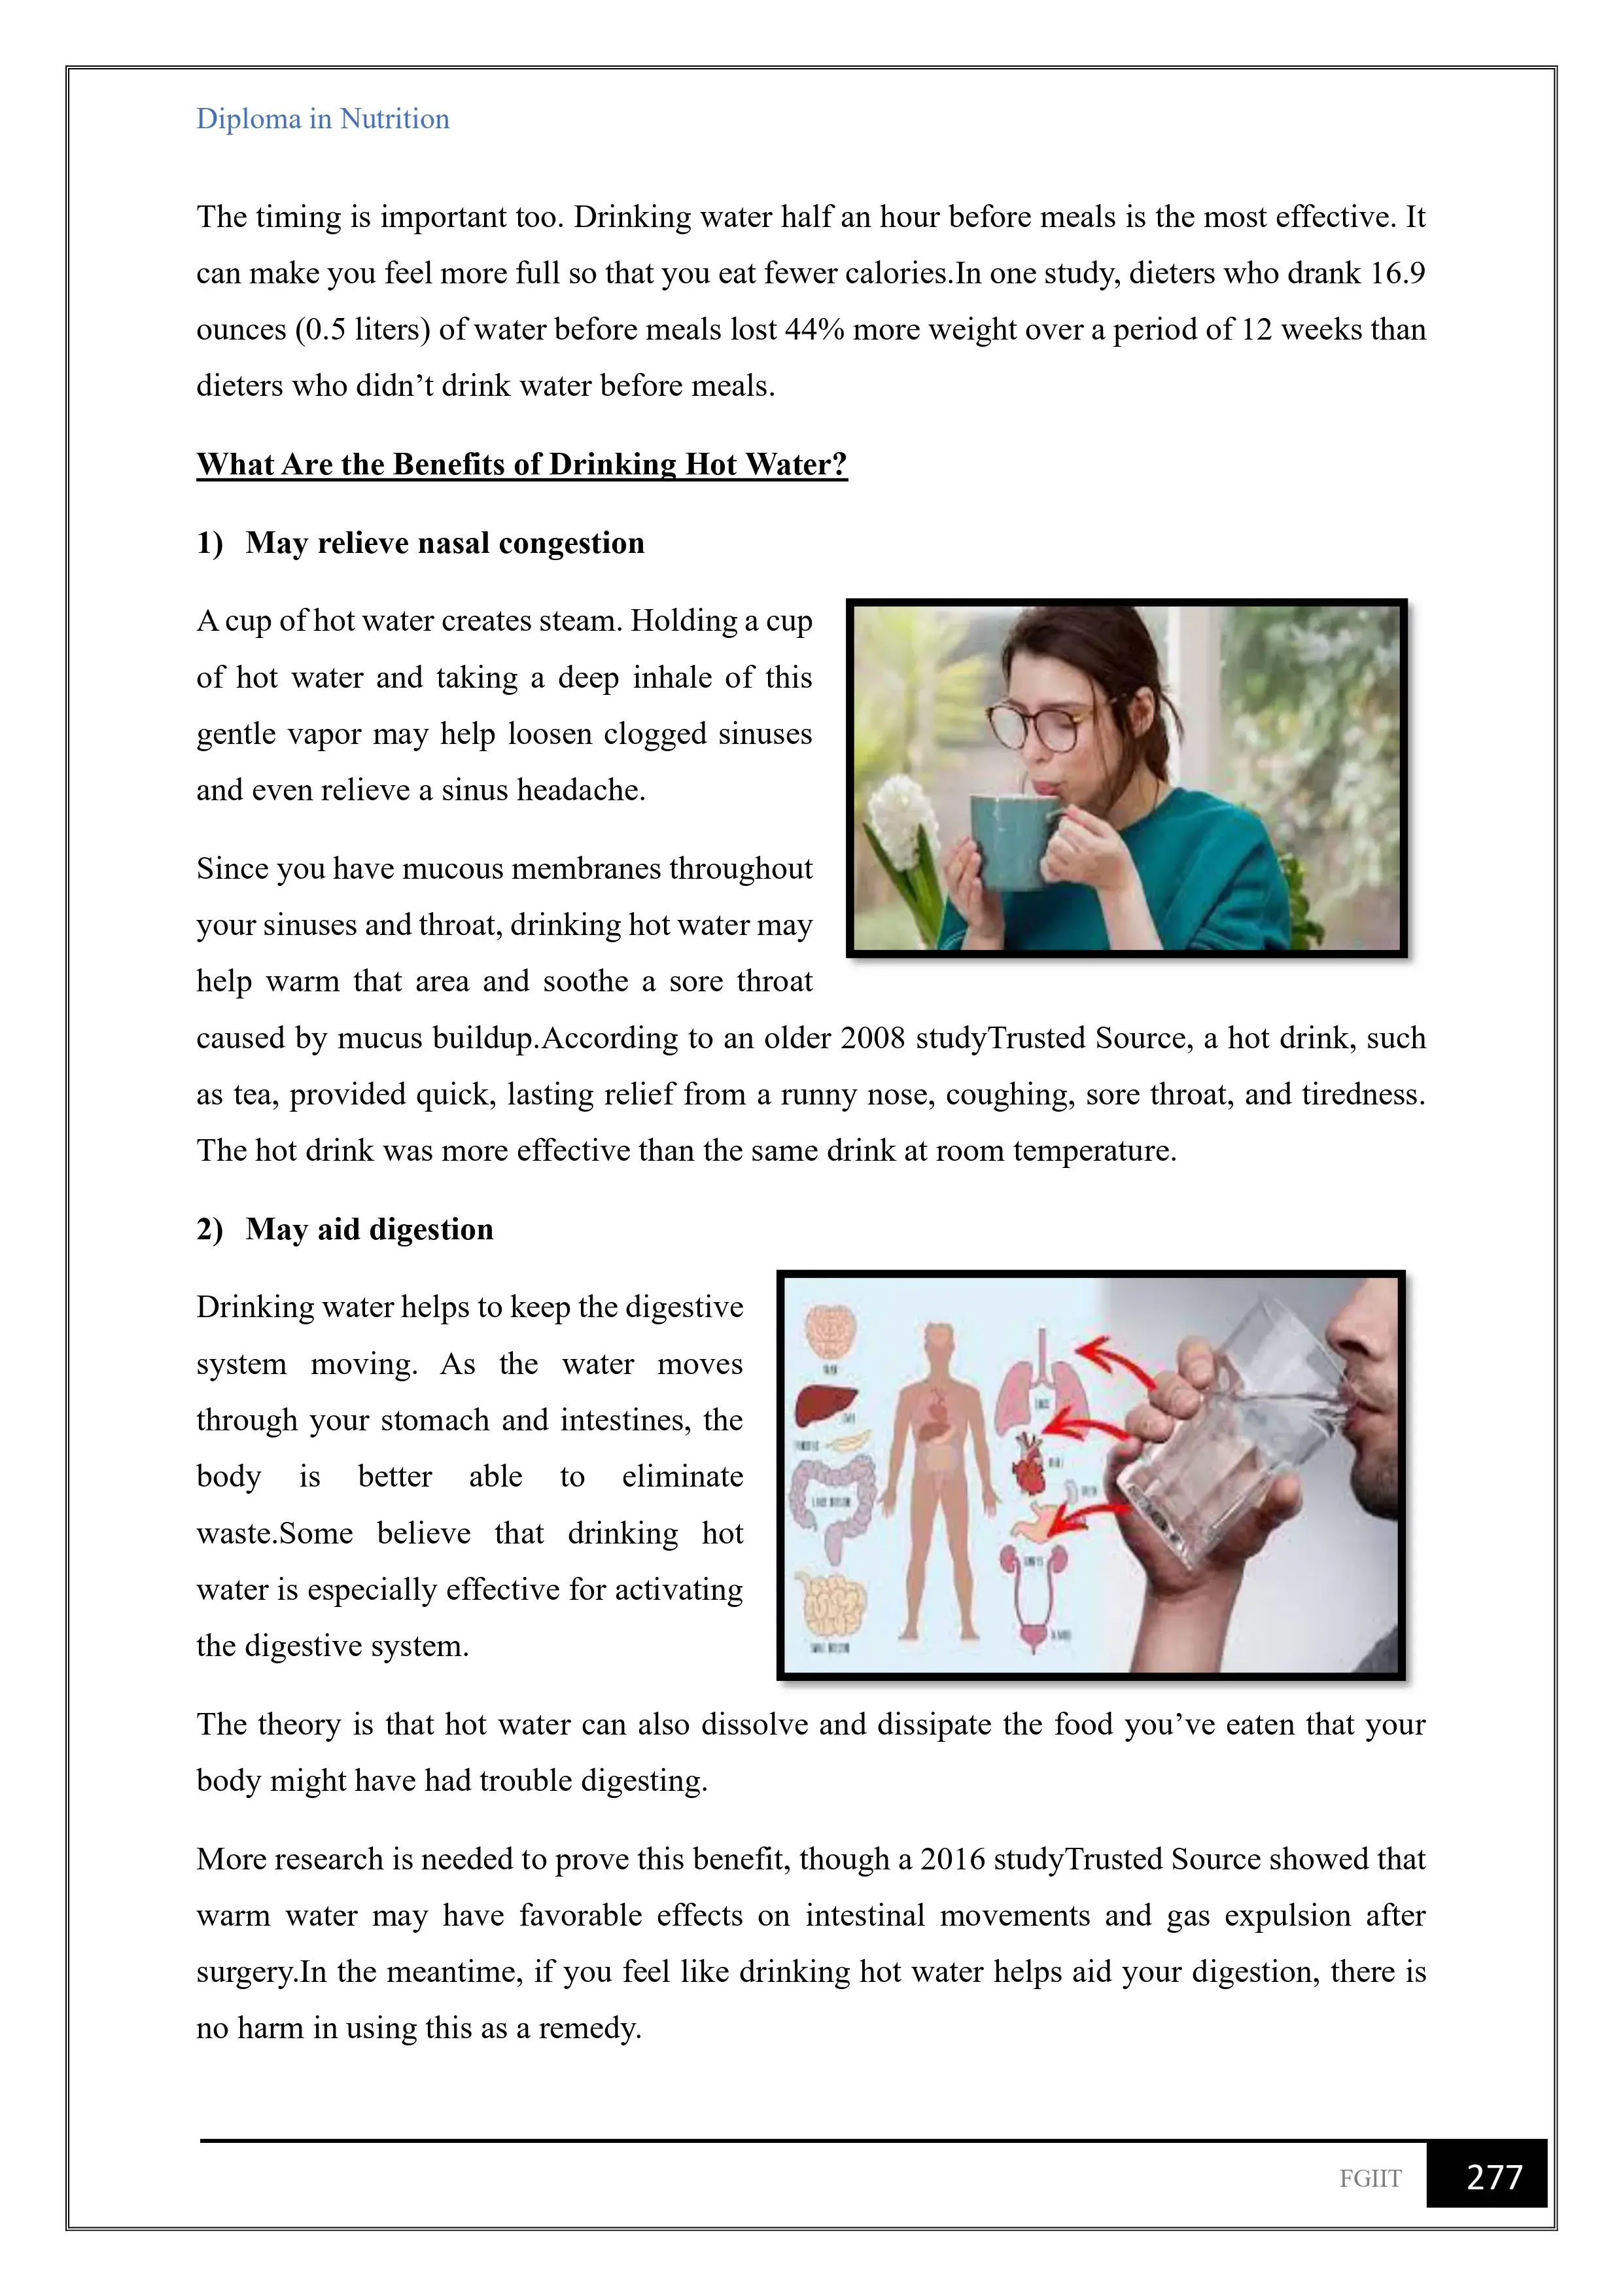 Diploma in Nutrition
The timing is important too. Drinking water half an hour before meals is the most effective. It
can make you feel more full so that you eat fewer calories.In one study, dieters who drank 16.9
ounces (0.5 liters) of water before meals lost 44% more weight over a period of 12 weeks than
dieters who didn’t drink water before meals.
What Are the Benefits of Drinking Hot Water?
1) May relieve nasal congestion
A cup of hot water creates steam. Holding a cup
of hot water and taking a deep inhale of this
gentle vapor may help loosen clogged sinuses
and even relieve a sinus headache.
Since you have mucous membranes throughout
your sinuses and throat, drinking hot water may
help warm that area and soothe a sore throat
caused by mucus buildup.According to an older 2008 studyTrusted Source, a hot drink, such
as tea, provided quick, lasting relief from a runny nose, coughing, sore throat, and tiredness.
The hot drink was more effective than the same drink at room temperature.
2) May aid digestion
Drinking water helps to keep the digestive
system moving. As the water moves
through your stomach and intestines, the
body is better able to eliminate
waste.Some believe that drinking hot
water is especially effective for activating
the digestive system.
The theory is that hot water can also dissolve and dissipate the food you’ve eaten that your
body might have had trouble digesting.
More research is needed to prove this benefit, though a 2016 studyTrusted Source showed that
warm water may have favorable effects on intestinal movements and gas expulsion after
surgery.In the meantime, if you feel like drinking hot water helps aid your digestion, there is
no harm in using this as a remedy.
FGIIT 277